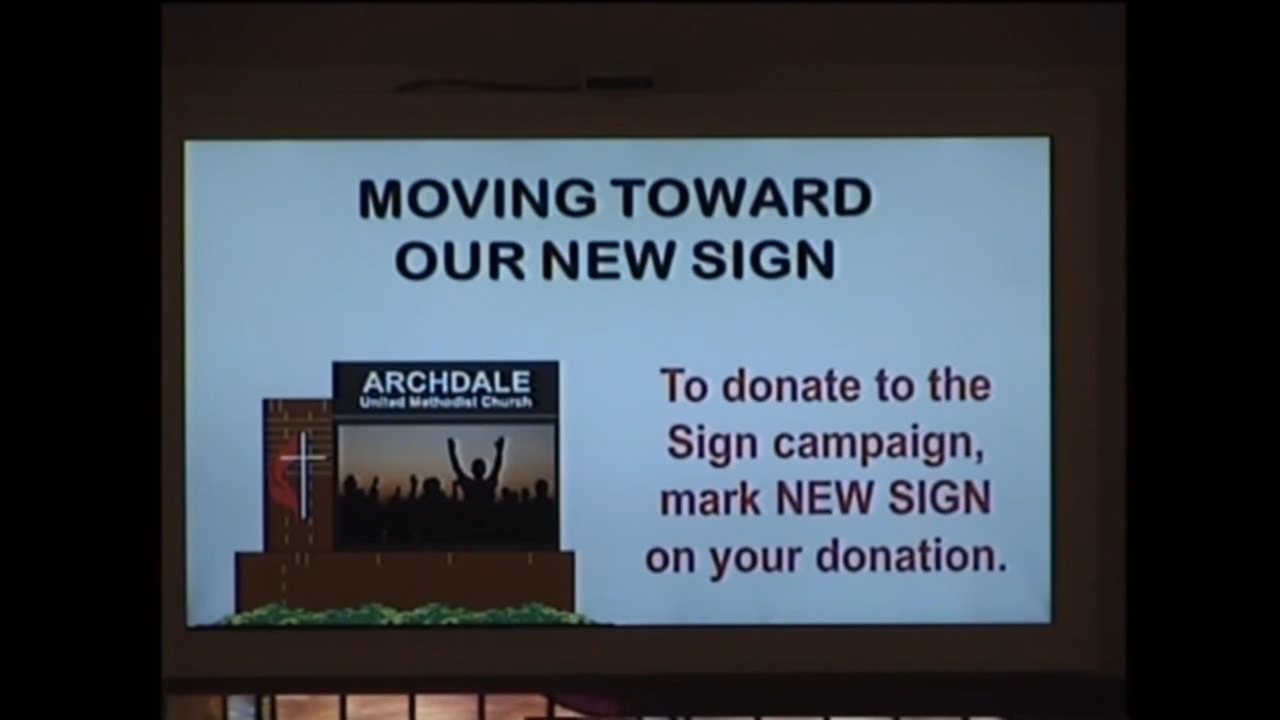 MOVING TOWARD
OUR NEW SIGN
ARCHDALE
United Methodist Church
To donate to the
Sign campaign,
mark NEW SIGN
on your donation.